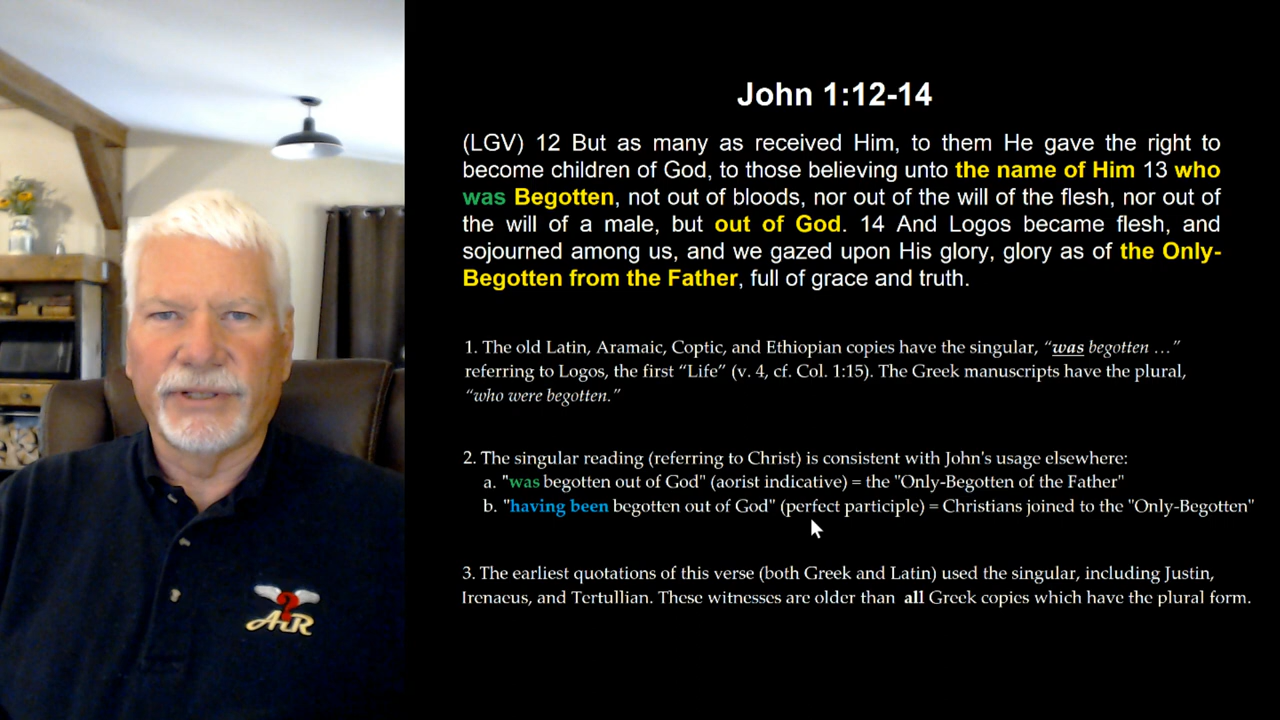 John 1:12-14
(LGV) 12 But as many as received Him, to them He gave the right to
become children of God, to those believing unto the name of Him 13 who
was Begotten, not out of bloods, nor out of the will of the flesh, nor out of
the will of a male, but out of God. 14 And Logos became flesh, and
sojourned among us, and we gazed upon His glory, glory as of the Only-
Begotten from the Father, full of grace and truth.
1. The old Latin, Aramaic, Coptic, and Ethiopian copies have the singular, “was begotten …”
referring to Logos, the first “Life” (v. 4, cf. Col. 1:15). The Greek manuscripts have the plural,
“who were begotten.”
2. The singular reading (referring to Christ) is consistent with John's usage elsewhere:
a. "was begotten out of God" (aorist indicative) = the "Only-Begotten of the Father"
b. "having been begotten out of God" (perfect participle) = Christians joined to the "Only-Begotten"
3. The earliest quotations of this verse (both Greek and Latin) used the singular, including Justin,
Irenaeus, and Tertullian. These witnesses are older than all Greek copies which have the plural form.
A?R